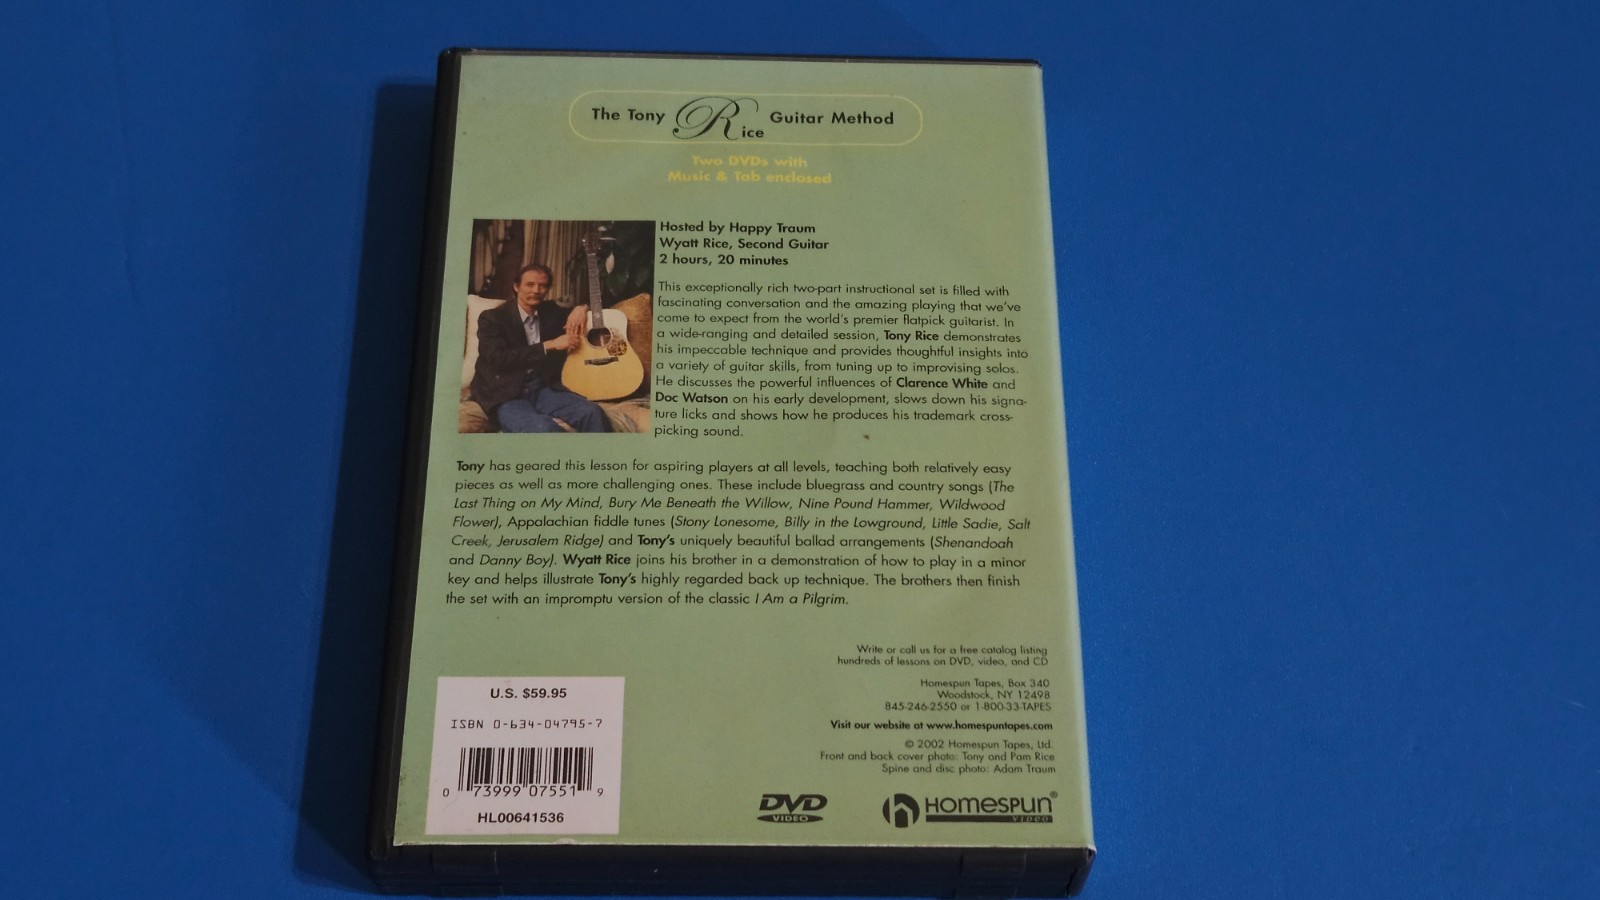 The Tony Rice Guitar Method
Two DVDs with
Music & Tab enclosed
Hosted by Happy Traum
Wyatt Rice, Second Guitar
2 hours, 20 minutes
This exceptionally rich two-part instructional set is filled with
fascinating conversation and the amazing playing that we've
come to expect from the world's premier flatpick guitarist. In
a wide-ranging and detailed session, Tony Rice demonstrates
his impeccable technique and provides thoughtful insights into
a variety of guitar skills, from tuning up to improvising solos.
He discusses the powerful influences of Clarence White and
Doc Watson on his early development, slows down his signa-
ture licks and shows how he produces his trademark cross-
picking sound.
Tony has geared this lesson for aspiring players at all levels, teaching both relatively easy
pieces as well as more challenging ones. These include bluegrass and country songs (The
Last Thing on My Mind, Bury Me Beneath the Willow, Nine Pound Hammer, Wildwood
Flower), Appalachian fiddle tunes (Stony Lonesome, Billy in the Lowground, Little Sadie, Salt
Creek, Jerusalem Ridge) and Tony's uniquely beautiful ballad arrangements (Shenandoah
and Danny Boy). Wyatt Rice joins his brother in a demonstration of how to play in a minor
key and helps illustrate Tony's highly regarded back up technique. The brothers then finish
the set with an impromptu version of the classic I Am a Pilgrim.
Write or call us for a free catalog listing
hundreds of lessons on DVD, video, and CD
Homespun Tapes, Box 340
Woodstock, NY 12498
845-246-2550 or 1-800-33-TAPES
Visit our website at www.homespuntapes.com
© 2002 Homespun Tapes, Ltd.
Front and back cover photo: Tony and Pam Rice
Spine and disc photo: Adam Traum
U.S. $59.95
ISBN 0-634-04795-7
0 73999 07551 9
HL00641536
DVD
VIDEO
HOMESPUN®
VIDEO